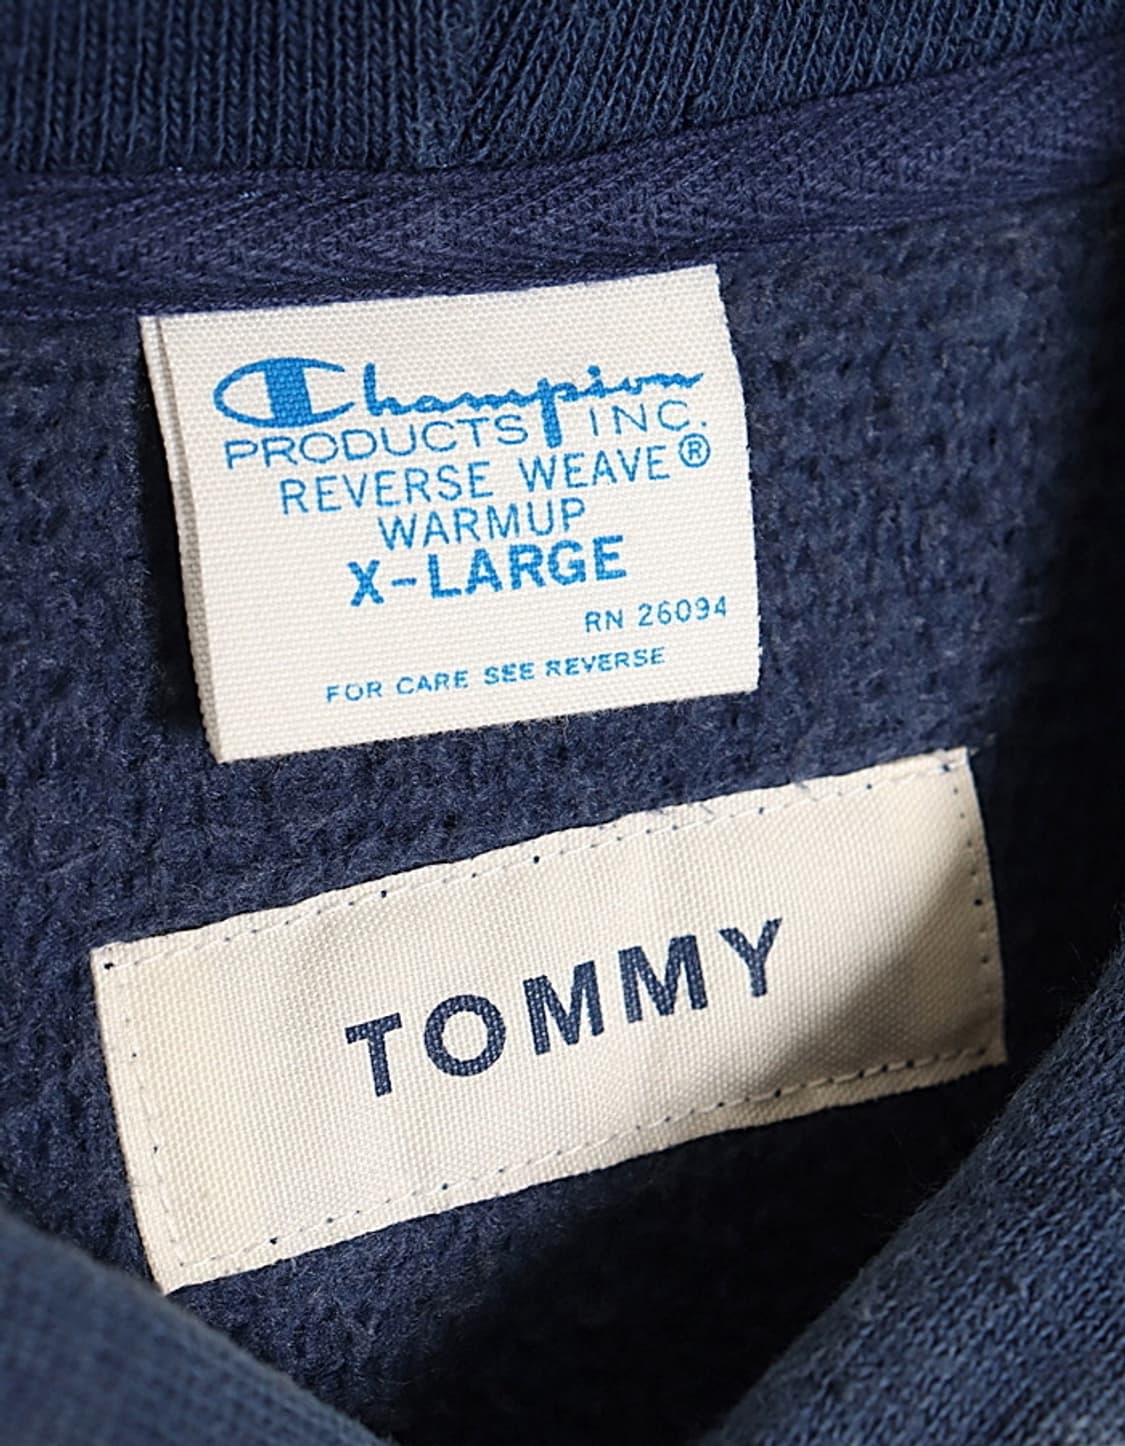 Champion
PRODUCTS INC.
REVERSE WEAVE®
WARMUP
X-LARGE
RN 26094
FOR CARE SEE REVERSE
TOMMY